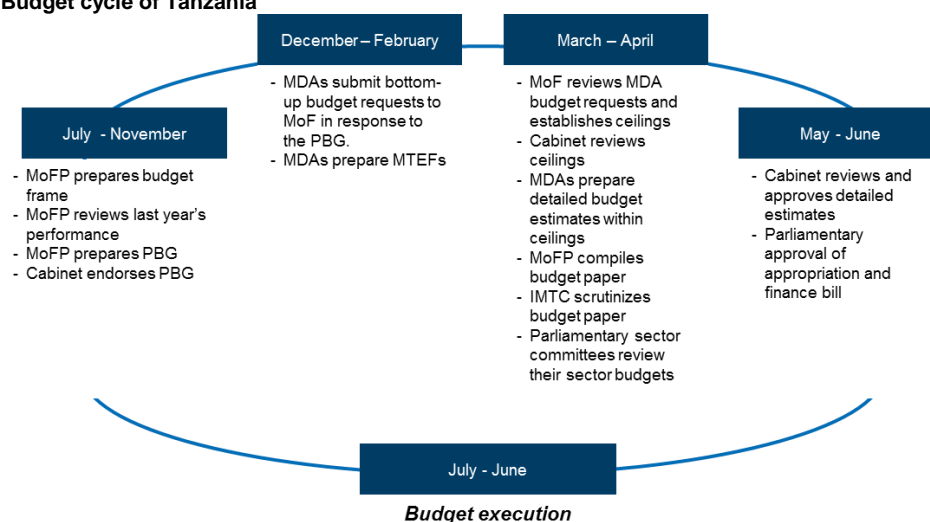 Budget cycle of Tanzania
December – February
March – April
- MDAs submit bottom-
up budget requests to
MoF in response to
the PBG.
- MDAs prepare MTEFs
- MoF reviews MDA
budget requests and
establishes ceilings
- Cabinet reviews
ceilings
- MDAs prepare
detailed budget
estimates within
ceilings
- MoFP compiles
budget paper
- IMTC scrutinizes
budget paper
- Parliamentary sector
committees review
their sector budgets
July - November
- MoFP prepares budget
frame
- MoFP reviews last year's
performance
- MoFP prepares PBG
- Cabinet endorses PBG
May - June
- Cabinet reviews and
approves detailed
estimates
- Parliamentary
approval of
appropriation and
finance bill
July - June
Budget execution